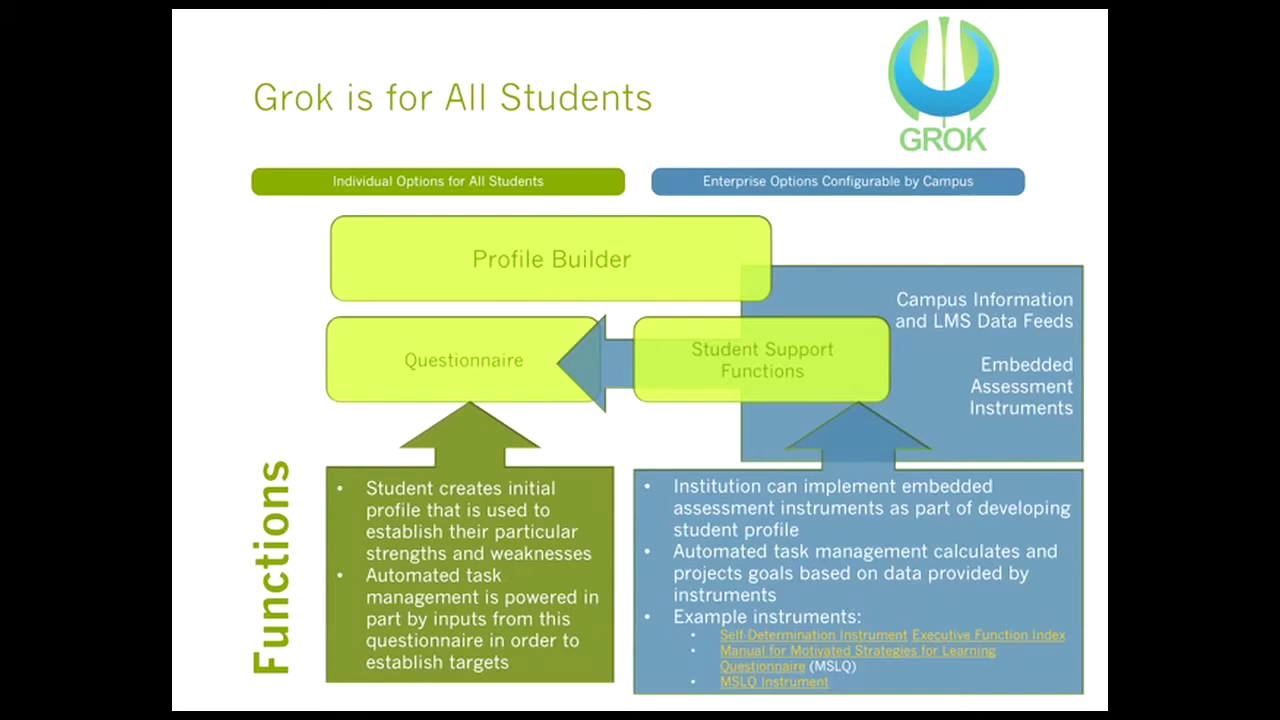 GROK
Grok is for All Students
Individual Options for All Students
Enterprise Options Configurable by Campus
Profile Builder
Campus Information
and LMS Data Feeds
Embedded
Assessment
Instruments
Questionnaire
Student Support
Functions
Functions
• Student creates initial
profile that is used to
establish their particular
strengths and weaknesses
• Automated task
management is powered in
part by inputs from this
questionnaire in order to
establish targets
• Institution can implement embedded
assessment instruments as part of developing
student profile
• Automated task management calculates and
projects goals based on data provided by
instruments
• Example instruments:
• Self-Determination Instrument Executive Function Index
• Manual for Motivated Strategies for Learning
Questionnaire (MSLQ)
• MSLQ Instrument